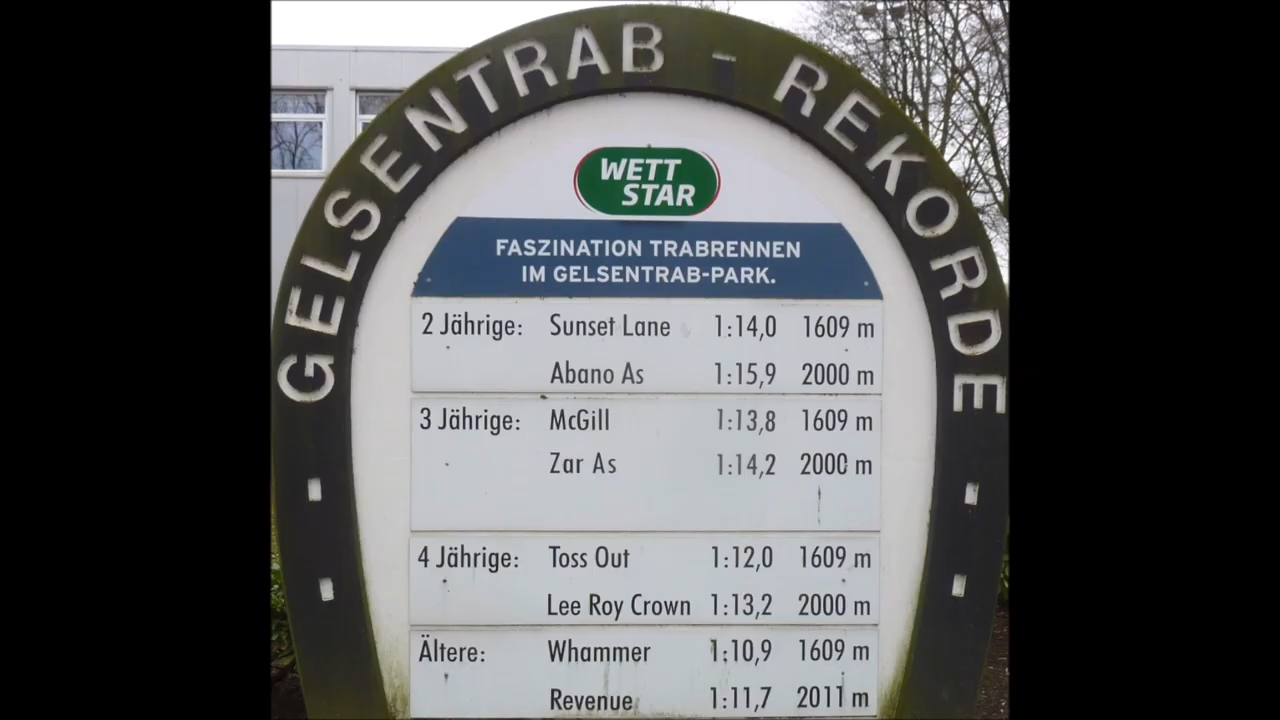 GELSENTRAB - REKORDE
WETT
STAR
FASZINATION TRABRENNEN
IM GELSENTRAB-PARK.
2 Jährige: Sunset Lane 1:14,0 1609 m
Abano As 1:15,9 2000 m
3 Jährige: McGill 1:13,8 1609 m
Zar As 1:14,2 2000 m
4 Jährige: Toss Out 1:12,0 1609 m
Lee Roy Crown 1:13,2 2000 m
Ältere: Whammer 1:10,9 1609 m
Revenue 1:11,7 2011 m